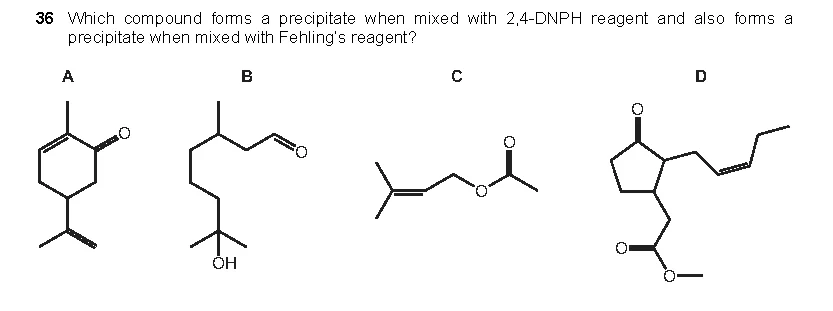 36 Which compound forms a precipitate when mixed with 2,4-DNPH reagent and also forms a
precipitate when mixed with Fehling's reagent?
A B C D
O
O
OH
O
O
O
O
O